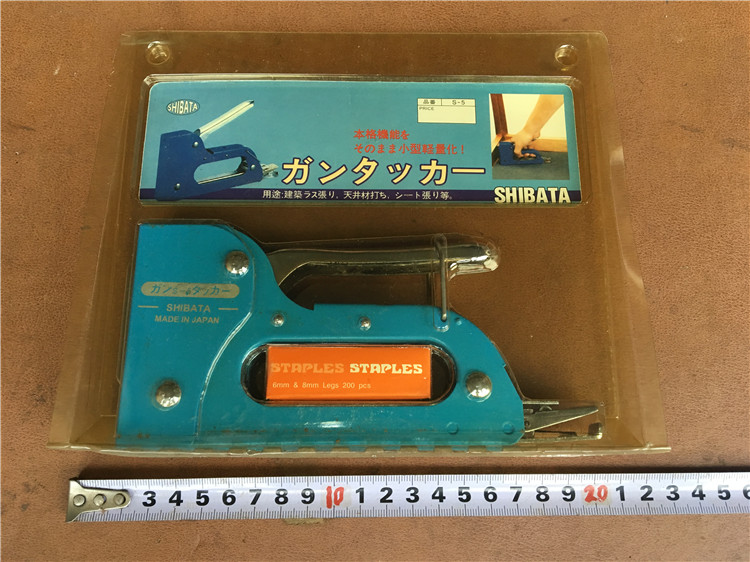 SHIBATA
品番 S-5
PRICE
本格機能を
そのまま小型軽量化!
ガンタッカー
用途:建築ラス張り、天井材打ち、シート張り等。
SHIBATA
ガンタッカー
SHIBATA
MADE IN JAPAN
STAPLES STAPLES
6mm & 8mm Legs 200 pcs
3 4 5 6 7 8 9 10 1 2 3 4 5 6 7 8 9 20 1 2 3 4 5 6